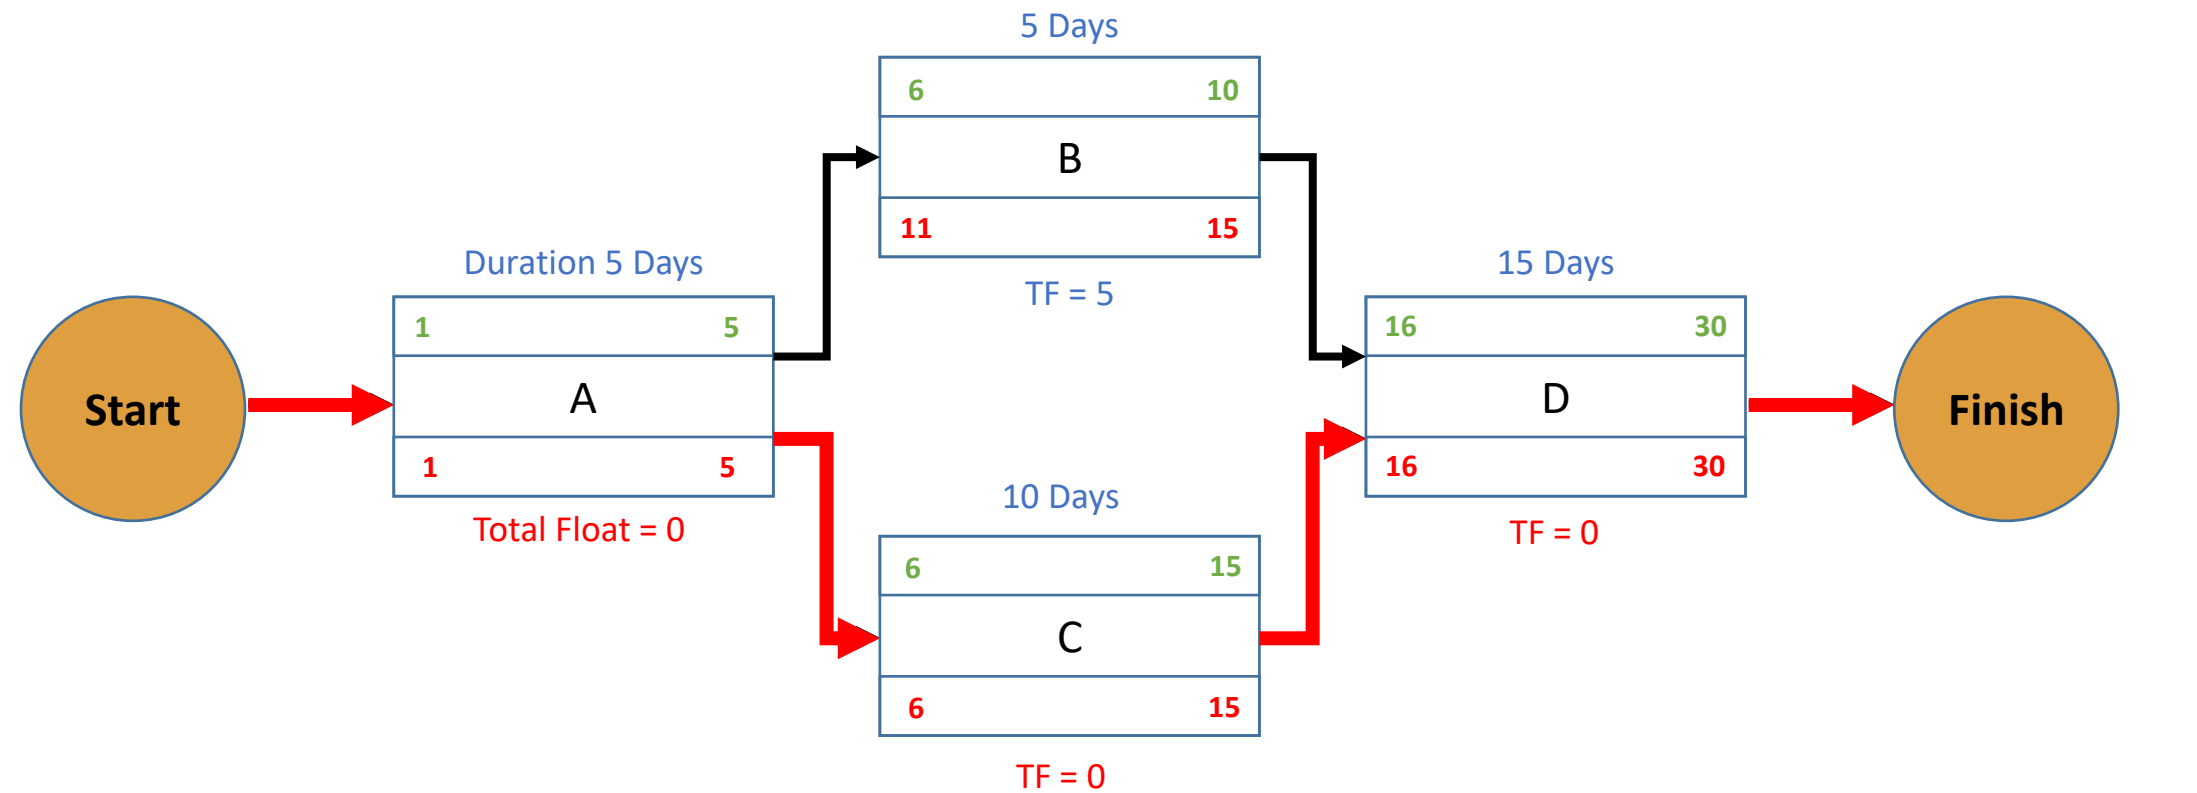 Start
Duration 5 Days
1 5
A
1 5
Total Float = 0
5 Days
6 10
B
11 15
TF = 5
10 Days
6 15
C
6 15
TF = 0
15 Days
16 30
D
16 30
TF = 0
Finish